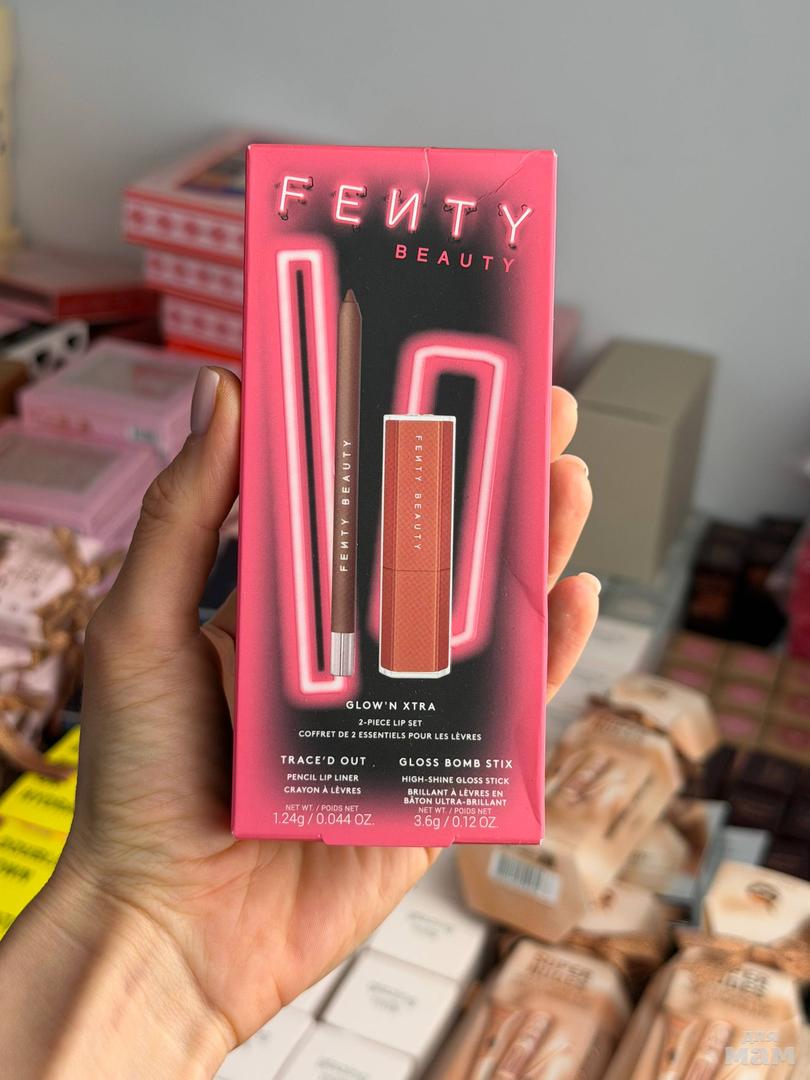 FENTY
BEAUTY
FENTY BEAUTY
FENTY BEAUTY
GLOW'N XTRA
2-PIECE LIP SET
COFFRET DE 2 ESSENTIELS POUR LES LÈVRES
TRACE'D OUT
PENCIL LIP LINER
CRAYON À LÈVRES
NET WT. / POIDS NET
1.24g / 0.044 OZ.
GLOSS BOMB STIX
HIGH-SHINE GLOSS STICK
BRILLANT À LÈVRES EN
BÂTON ULTRA-BRILLANT
NET WT. / POIDS NET
3.6g / 0.12 OZ.
для
мам